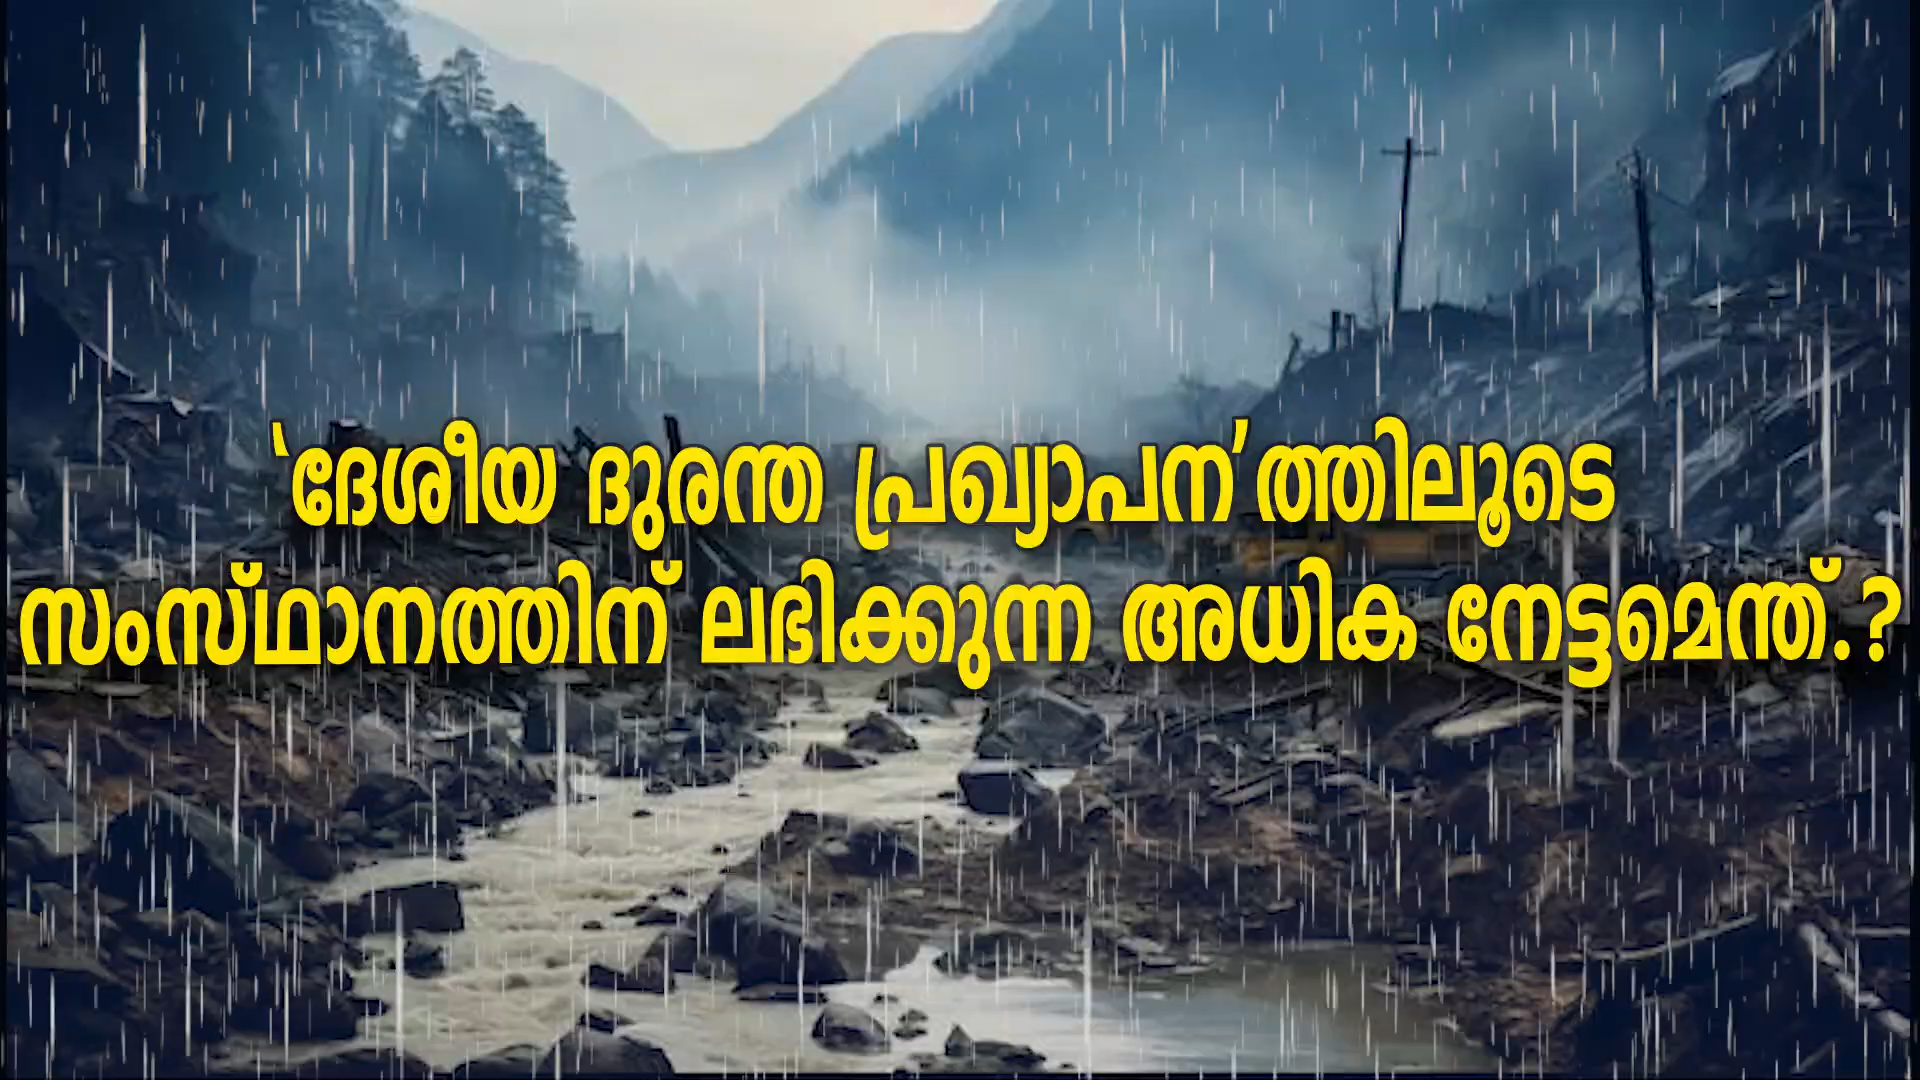 ‘ദേശീയ ദുരന്ത പ്രഖ്യാപന’ത്തിലൂടെ
സംസ്ഥാനത്തിന് ലഭിക്കുന്ന അധിക നേട്ടമെന്ത്.?